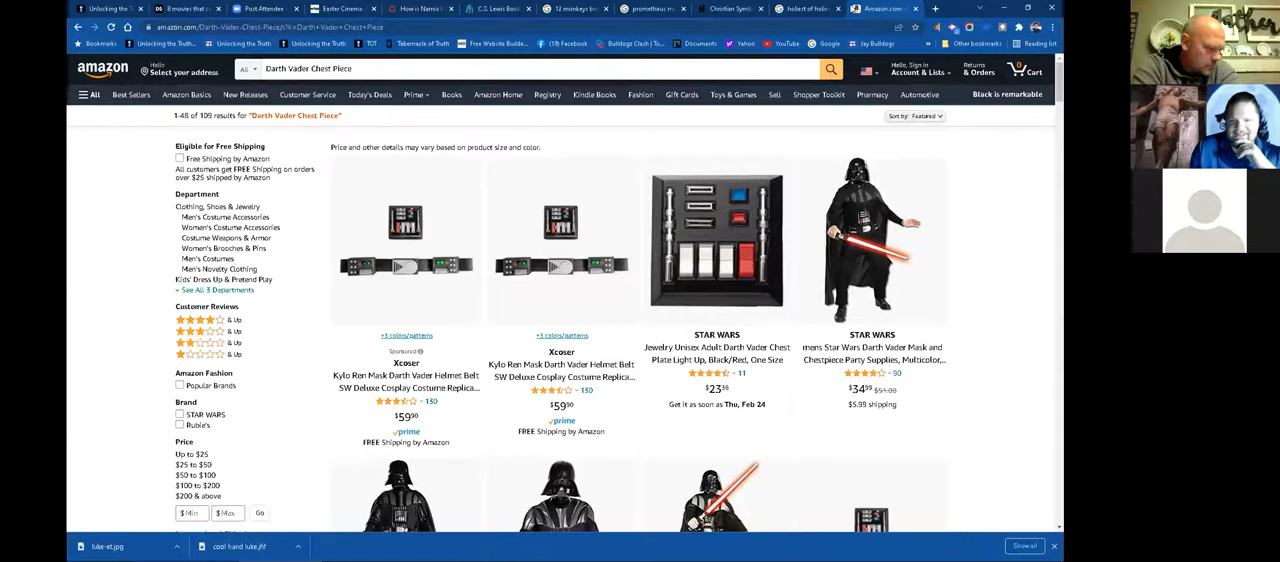 Unlocking the T
8 movies that c
Post Attendee
Easter Cinema
How is Narnia
C.S. Lewis Book
12 monkeys bo
prometheus m
Christian Symb
holiest of holies
Amazon.com :
amazon.com/Darth-Vader-Chest-Piece/s?k=Darth+Vader+Chest+Piece
Bookmarks
Unlocking the Truth...
Unlocking the Truth
Unlocking the Truth
TOT
Tabernacle of Truth
Free Website Builde...
(19) Facebook
Bulldogz Clash | To...
Documents
Yahoo
YouTube
Google
Jay Bulldogs
Other bookmarks
Reading list
amazon
Hello
Select your address
All
Darth Vader Chest Piece
Hello, Sign in
Account & Lists
Returns
& Orders
0
Cart
All
Best Sellers
Amazon Basics
New Releases
Customer Service
Today's Deals
Prime
Books
Amazon Home
Registry
Kindle Books
Fashion
Gift Cards
Toys & Games
Sell
Shopper Toolkit
Pharmacy
Automotive
Black is remarkable
1-48 of 109 results for "Darth Vader Chest Piece"
Sort by: Featured
Eligible for Free Shipping
Free Shipping by Amazon
All customers get FREE Shipping on orders
over $25 shipped by Amazon
Department
Clothing, Shoes & Jewelry
Men's Costume Accessories
Women's Costume Accessories
Costume Weapons & Armor
Women's Brooches & Pins
Men's Costumes
Men's Novelty Clothing
Kids' Dress Up & Pretend Play
See All 3 Departments
Customer Reviews
& Up
& Up
& Up
& Up
Amazon Fashion
Popular Brands
Brand
STAR WARS
Rubie's
Price
Up to $25
$25 to $50
$50 to $100
$100 to $200
$200 & above
$ Min
$ Max
Go
Price and other details may vary based on product size and color.
+3 colors/patterns
Sponsored
Xcoser
Kylo Ren Mask Darth Vader Helmet Belt
SW Deluxe Cosplay Costume Replica...
130
$59.90
prime
FREE Shipping by Amazon
+3 colors/patterns
Xcoser
Kylo Ren Mask Darth Vader Helmet Belt
SW Deluxe Cosplay Costume Replica...
130
$59.90
prime
FREE Shipping by Amazon
STAR WARS
Jewelry Unisex Adult Darth Vader Chest
Plate Light Up, Black/Red, One Size
11
$23.36
Get it as soon as Thu, Feb 24
STAR WARS
mens Star Wars Darth Vader Mask and
Chestpiece Party Supplies, Multicolor,...
90
$34.99 $51.00
$5.99 shipping
luke-et.jpg
cool hand luke.jfif
Show all